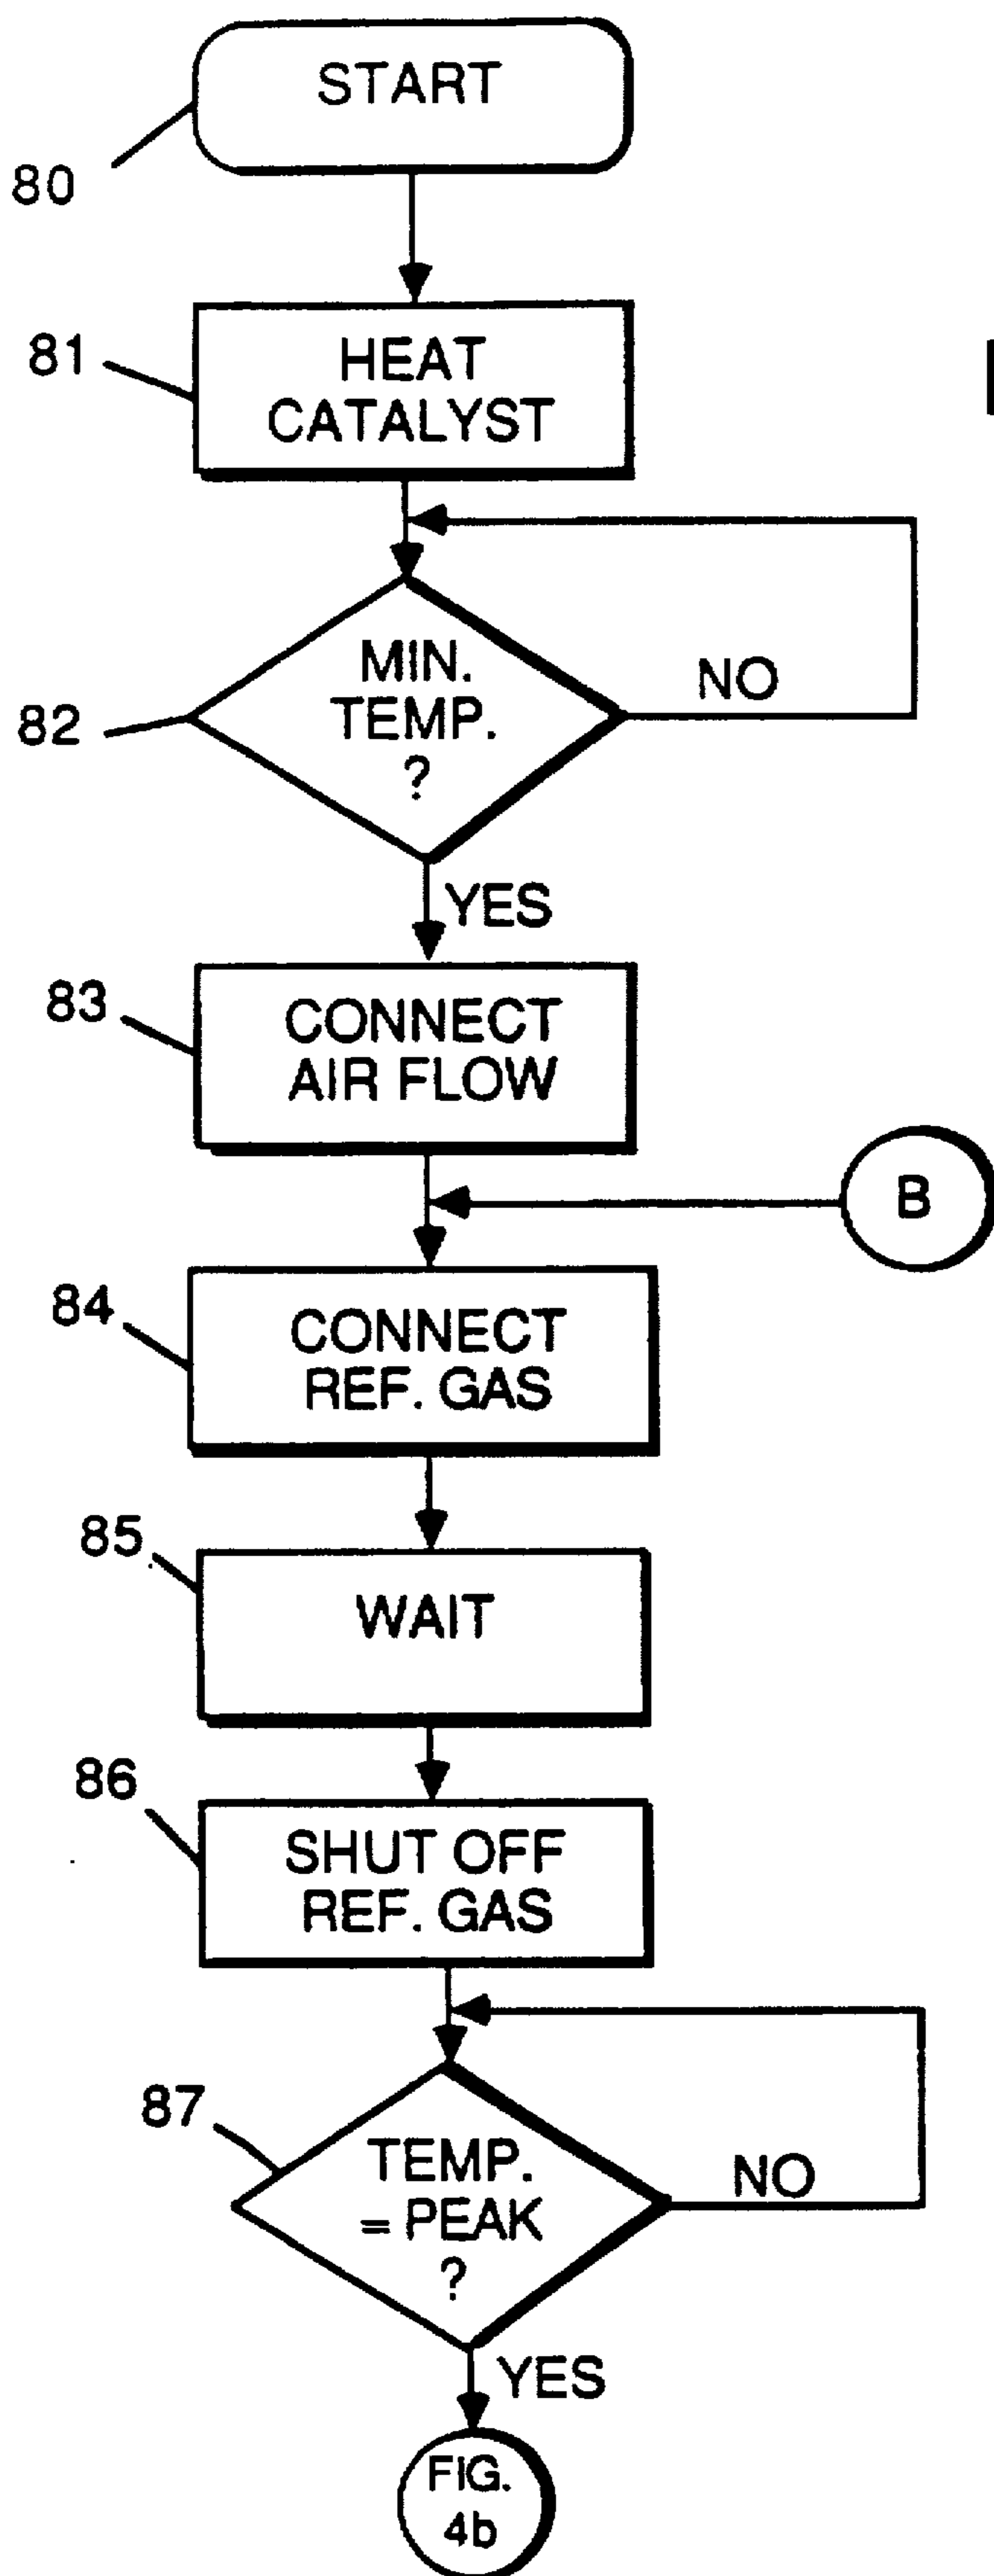 START
80
81
HEAT
CATALYST
MIN.
TEMP.
?
NO
82
YES
83
CONNECT
AIR FLOW
B
84
CONNECT
REF. GAS
85
WAIT
86
SHUT OFF
REF. GAS
87
TEMP.
= PEAK
?
NO
YES
FIG.
4b